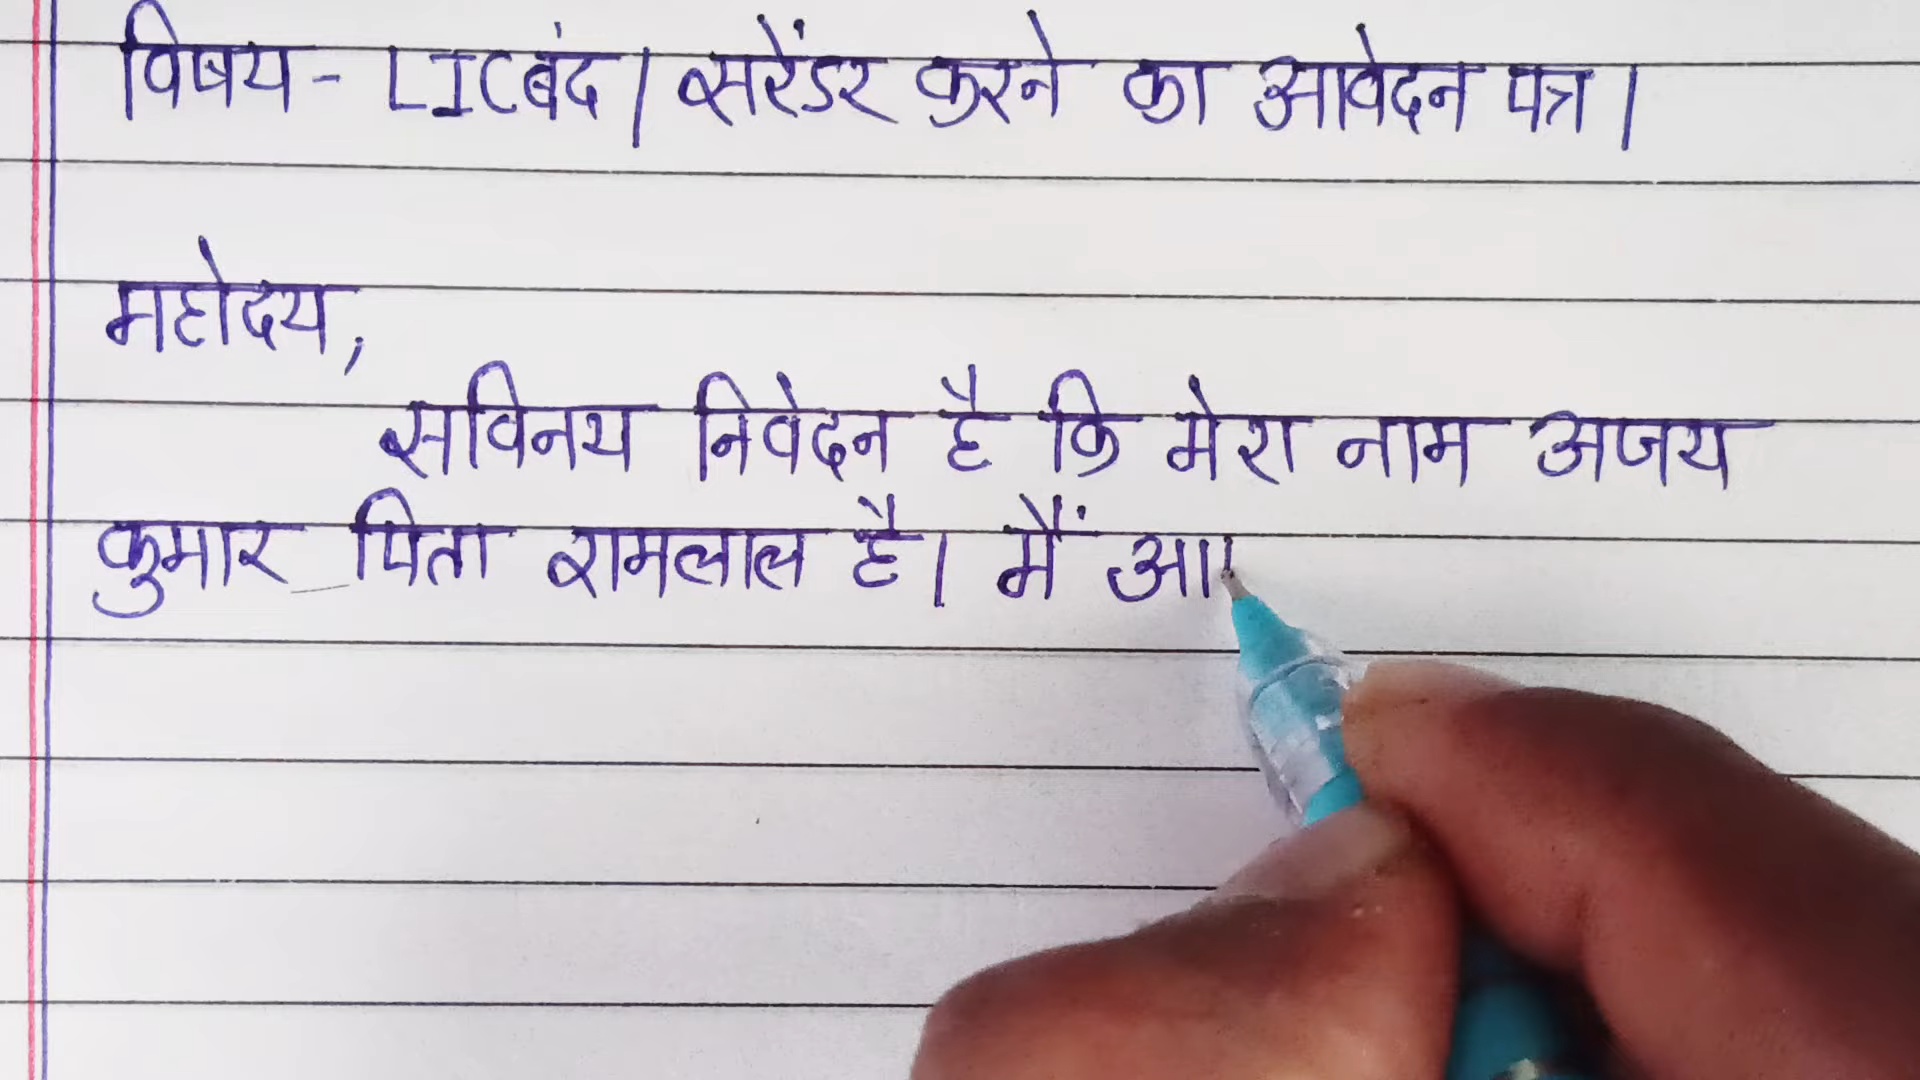 विषय - LIC बंद / सरेंडर करने का आवेदन पत्र।
महोदय,
सविनय निवेदन है कि मेरा नाम अजय
कुमार पिता रामलाल है। मैं